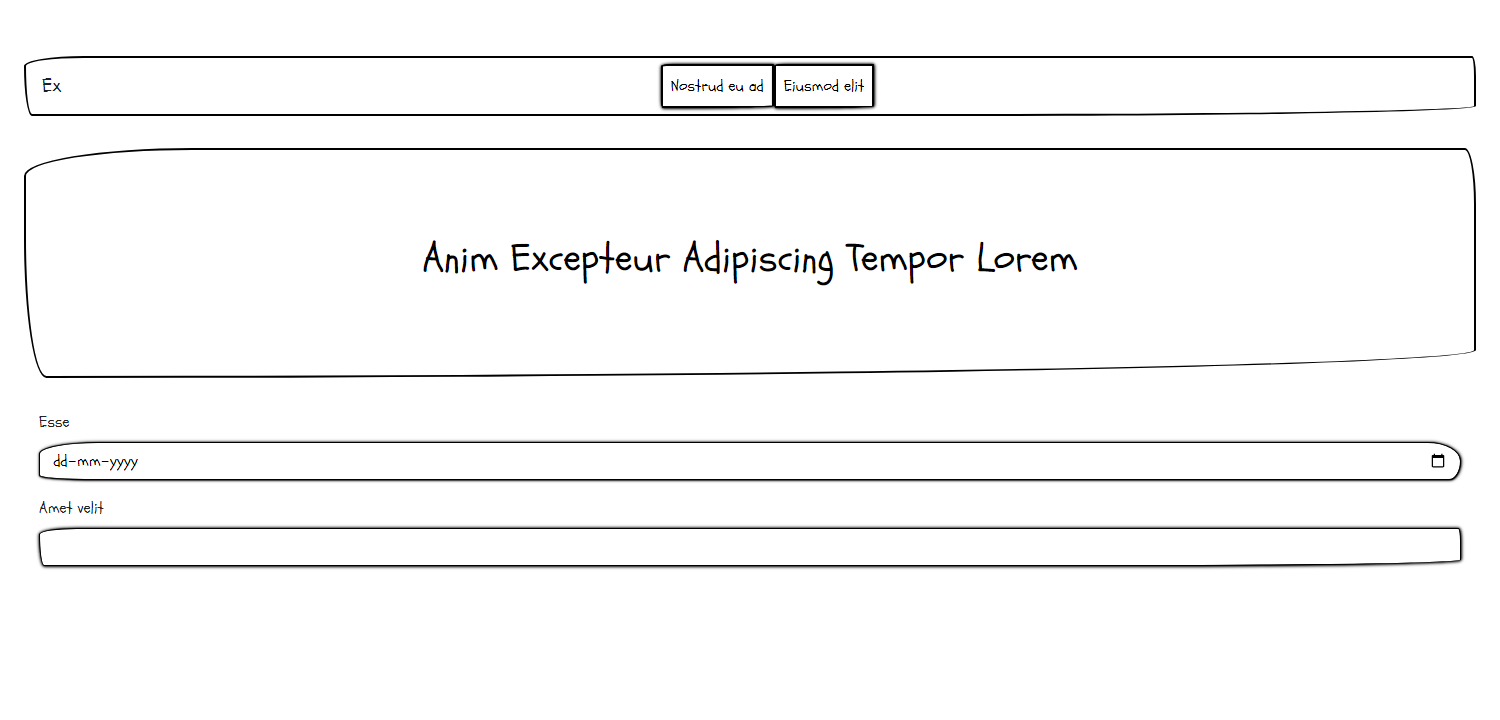 Ex
Nostrud eu ad
Eiusmod elit
Anim Excepteur Adipiscing Tempor Lorem
Esse
dd-mm-yyyy
Amet velit